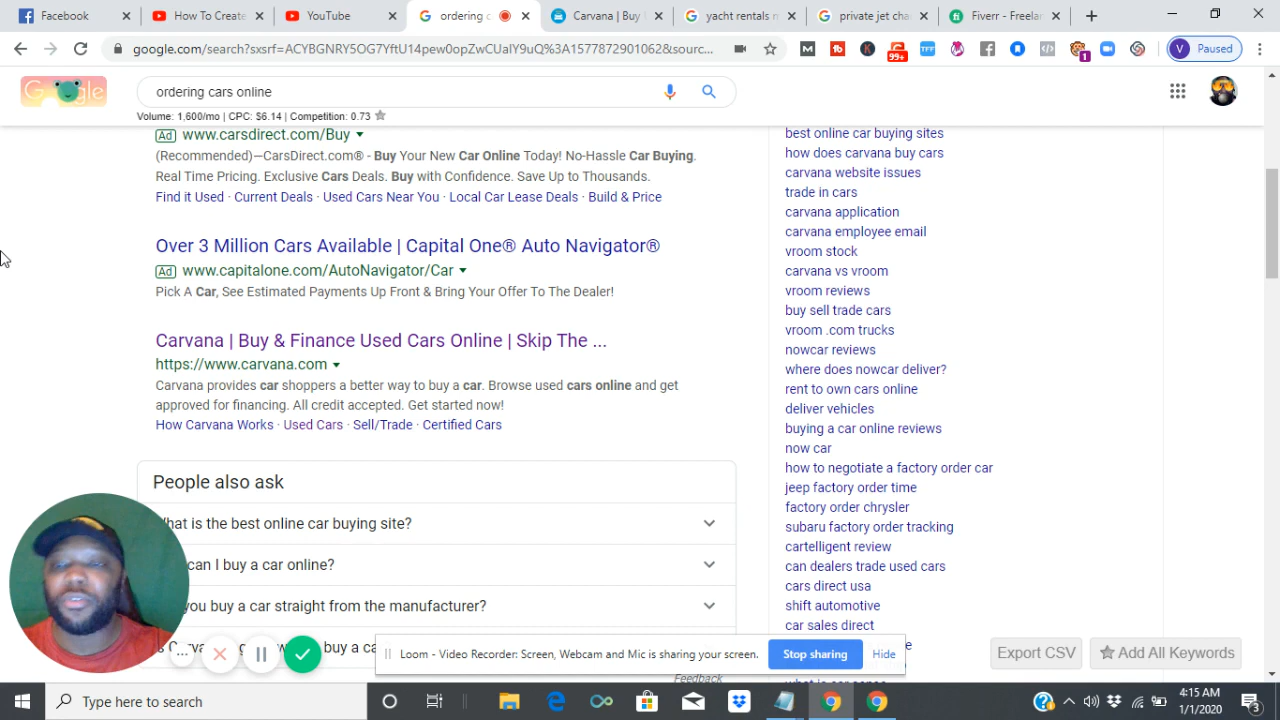 Facebook
How To Create
YouTube
ordering c
Carvana | Buy
yacht rentals m
private jet cha
Fiverr - Freelan
google.com/search?sxsrf=ACYBGNRY5OG7YftU14pew0opZwCUaIY9uQ%3A1577872901062&sourc...
99+
TFF
1
V Paused
Google
ordering cars online
Volume: 1,600/mo | CPC: $6.14 | Competition: 0.73
Ad www.carsdirect.com/Buy
(Recommended)—CarsDirect.com® - Buy Your New Car Online Today! No-Hassle Car Buying.
Real Time Pricing. Exclusive Cars Deals. Buy with Confidence. Save Up to Thousands.
Find it Used · Current Deals · Used Cars Near You · Local Car Lease Deals · Build & Price
Over 3 Million Cars Available | Capital One® Auto Navigator®
Ad www.capitalone.com/AutoNavigator/Car
Pick A Car, See Estimated Payments Up Front & Bring Your Offer To The Dealer!
Carvana | Buy & Finance Used Cars Online | Skip The ...
https://www.carvana.com
Carvana provides car shoppers a better way to buy a car. Browse used cars online and get
approved for financing. All credit accepted. Get started now!
How Carvana Works · Used Cars · Sell/Trade · Certified Cars
People also ask
What is the best online car buying site?
can I buy a car online?
you buy a car straight from the manufacturer?
buy a ca
Feedback
best online car buying sites
how does carvana buy cars
carvana website issues
trade in cars
carvana application
carvana employee email
vroom stock
carvana vs vroom
vroom reviews
buy sell trade cars
vroom .com trucks
nowcar reviews
where does nowcar deliver?
rent to own cars online
deliver vehicles
buying a car online reviews
now car
how to negotiate a factory order car
jeep factory order time
factory order chrysler
subaru factory order tracking
cartelligent review
can dealers trade used cars
cars direct usa
shift automotive
car sales direct
Loom - Video Recorder: Screen, Webcam and Mic is sharing your screen.
Stop sharing
Hide
Export CSV
Add All Keywords
Type here to search
4:15 AM
1/1/2020
3